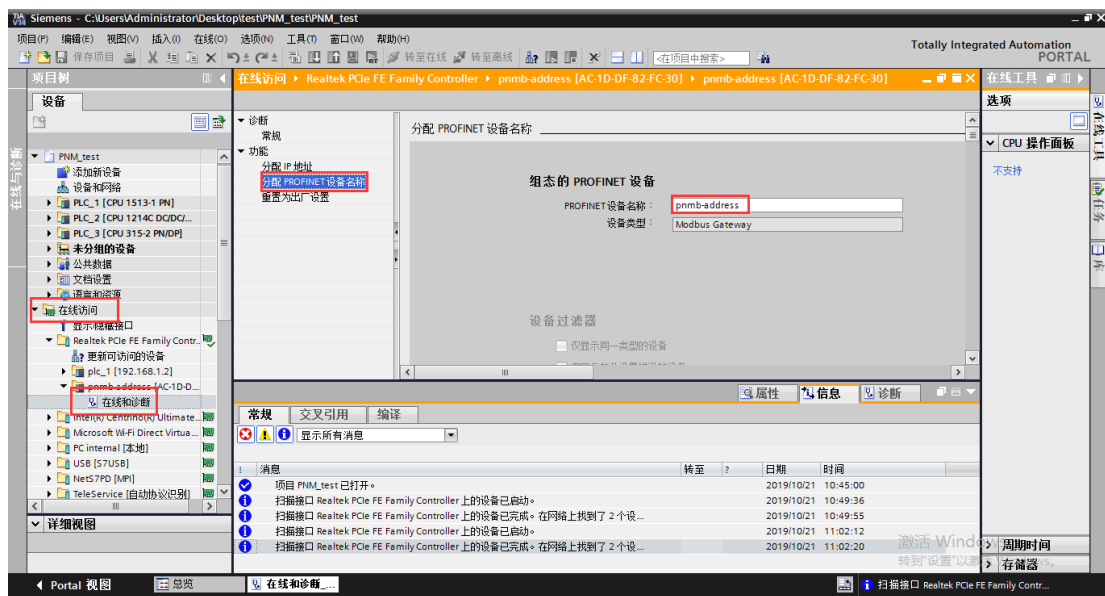 Siemens - C:\Users\Administrator\Desktop\test\PNM_test\PNM_test
项目(P) 编辑(E) 视图(V) 插入(I) 在线(O) 选项(N) 工具(T) 窗口(W) 帮助(H)
Totally Integrated Automation
PORTAL
保存项目 转至在线 转至离线 <在项目中搜索>
项目树
在线访问 ▸ Realtek PCIe FE Family Controller ▸ pnmb-address [AC-1D-DF-82-FC-30] ▸ pnmb-address [AC-1D-DF-82-FC-30]
在线工具
设备
选项
在线与诊断
PNM_test
添加新设备
设备和网络
PLC_1 [CPU 1513-1 PN]
PLC_2 [CPU 1214C DC/DC/...
PLC_3 [CPU 315-2 PN/DP]
未分组的设备
公共数据
文档设置
语言和资源
在线访问
显示/隐藏接口
Realtek PCIe FE Family Contr..
更新可访问的设备
plc_1 [192.168.1.2]
pnmb-address [AC-1D-D...
在线和诊断
Intel(R) Centrino(R) Ultimate...
Microsoft Wi-Fi Direct Virtua...
PC internal [本地]
USB [S7USB]
NetS7PD [MPI]
TeleService [自动协议识别]
详细视图
诊断
常规
功能
分配 IP 地址
分配 PROFINET 设备名称
重置为出厂设置
分配 PROFINET 设备名称
组态的 PROFINET 设备
PROFINET设备名称： pnmb-address
设备类型： Modbus Gateway
设备过滤器
仅显示同一类型的设备
CPU 操作面板
不支持
在线工具
任务
库
属性 信息 诊断
常规 交叉引用 编译
显示所有消息
! 消息 转至 ? 日期 时间
项目 PNM_test 已打开。 2019/10/21 10:45:00
扫描接口 Realtek PCIe FE Family Controller 上的设备已启动。 2019/10/21 10:49:36
扫描接口 Realtek PCIe FE Family Controller 上的设备已完成。在网络上找到了 2 个设... 2019/10/21 10:49:55
扫描接口 Realtek PCIe FE Family Controller 上的设备已启动。 2019/10/21 11:02:12
扫描接口 Realtek PCIe FE Family Controller 上的设备已完成。在网络上找到了 2 个设... 2019/10/21 11:02:20
激活 Windows
转到"设置"以激
周期时间
存储器
Portal 视图 总览 在线和诊断_... 扫描接口 Realtek PCIe FE Family Contr...